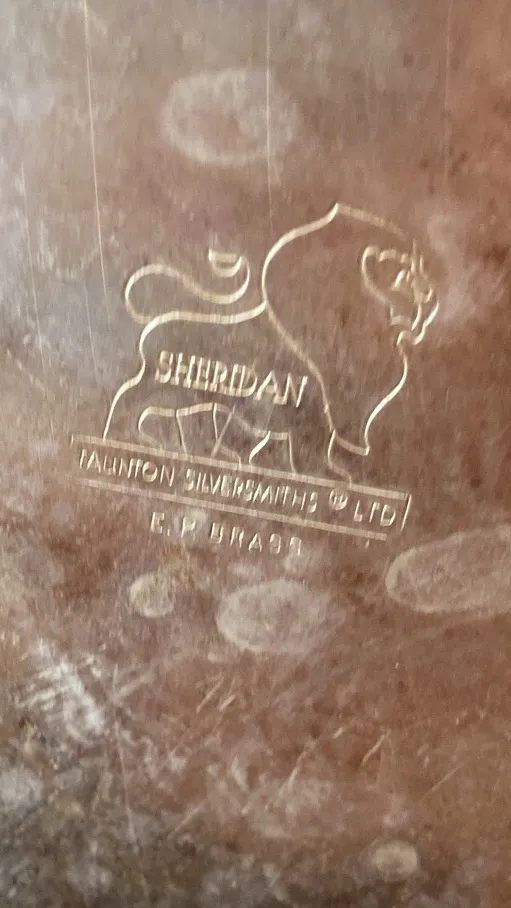 SHERIDAN
TAUNTON SILVERSMITHS ® LTD
E.P. BRASS